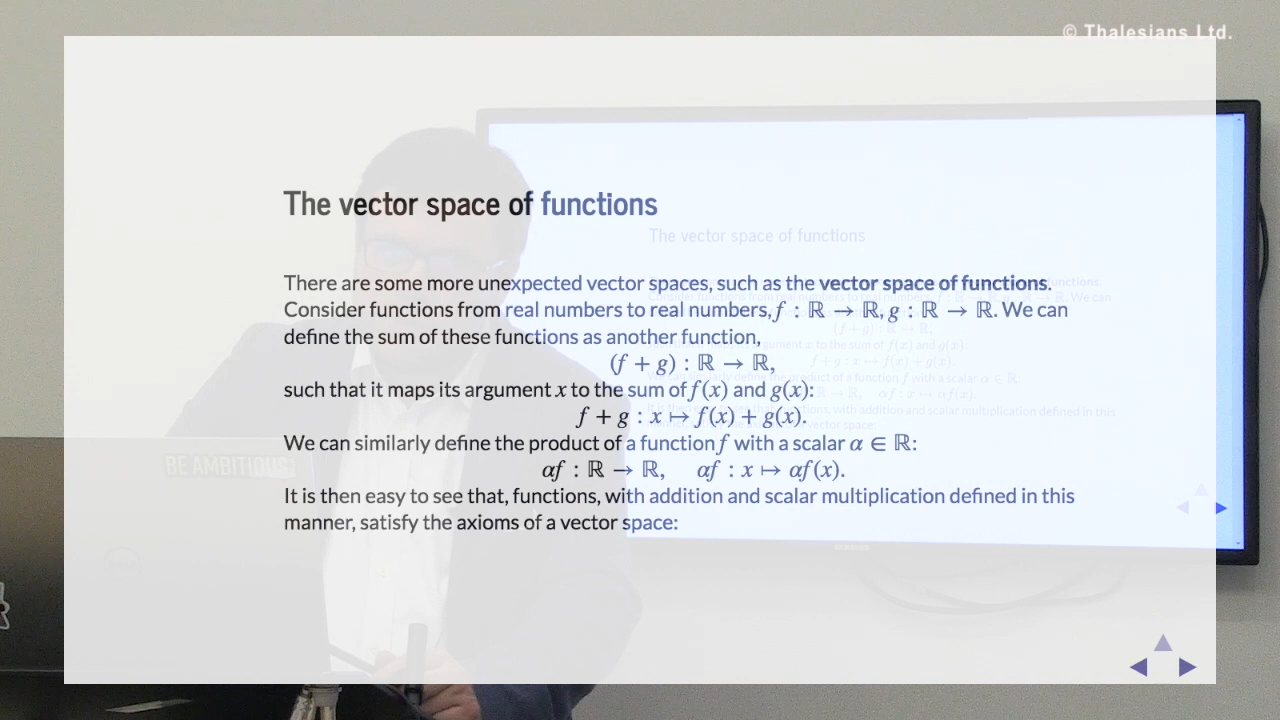 © Thalesians Ltd.
The vector space of functions
The vector space of functions
There are some more unexpected vector spaces, such as the vector space of functions.
Consider functions from real numbers to real numbers, f : ℝ → ℝ, g : ℝ → ℝ. We can
define the sum of these functions as another function,
(f + g) : ℝ → ℝ,
such that it maps its argument x to the sum of f(x) and g(x):
f + g : x ↦ f(x) + g(x).
We can similarly define the product of a function f with a scalar α ∈ ℝ:
αf : ℝ → ℝ, αf : x ↦ αf(x).
It is then easy to see that, functions, with addition and scalar multiplication defined in this
manner, satisfy the axioms of a vector space:
BE AMBITIOUS
SAMSUNG